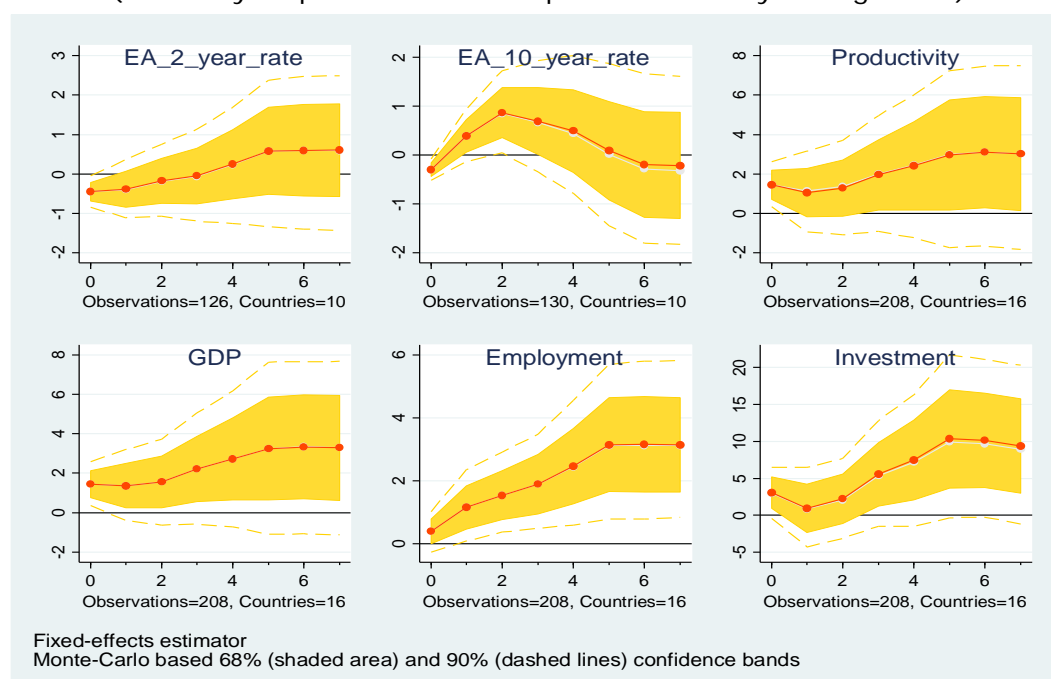 EA_2_year_rate
3
2
1
0
-1
-2
0 2 4 6
Observations=126, Countries=10
EA_10_year_rate
2
1
0
-1
-2
0 2 4 6
Observations=130, Countries=10
Productivity
8
6
4
2
0
-2
0 2 4 6
Observations=208, Countries=16
GDP
8
6
4
2
0
-2
0 2 4 6
Observations=208, Countries=16
Employment
6
4
2
0
0 2 4 6
Observations=208, Countries=16
Investment
20
15
10
5
0
-5
0 2 4 6
Observations=208, Countries=16
Fixed-effects estimator
Monte-Carlo based 68% (shaded area) and 90% (dashed lines) confidence bands